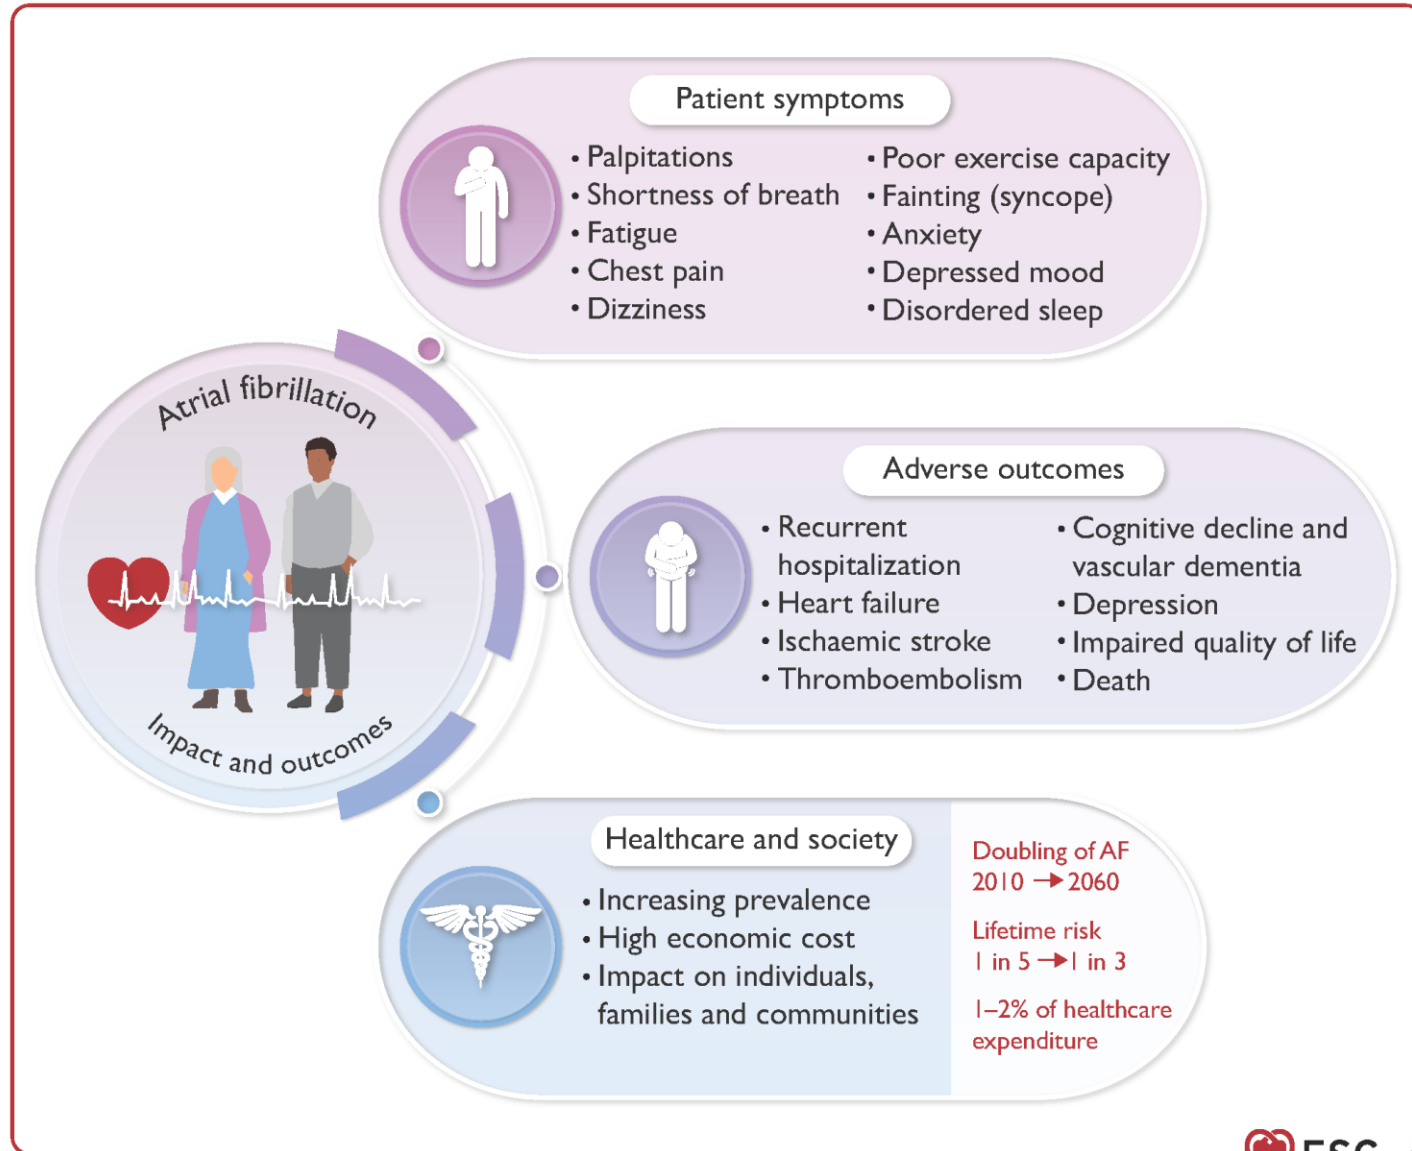 Patient symptoms
• Palpitations
• Shortness of breath
• Fatigue
• Chest pain
• Dizziness
• Poor exercise capacity
• Fainting (syncope)
• Anxiety
• Depressed mood
• Disordered sleep
Atrial fibrillation
Impact and outcomes
Adverse outcomes
• Recurrent
hospitalization
• Heart failure
• Ischaemic stroke
• Thromboembolism
• Cognitive decline and
vascular dementia
• Depression
• Impaired quality of life
• Death
Healthcare and society
• Increasing prevalence
• High economic cost
• Impact on individuals,
families and communities
Doubling of AF
2010 → 2060
Lifetime risk
1 in 5 → 1 in 3
1–2% of healthcare
expenditure
ESC